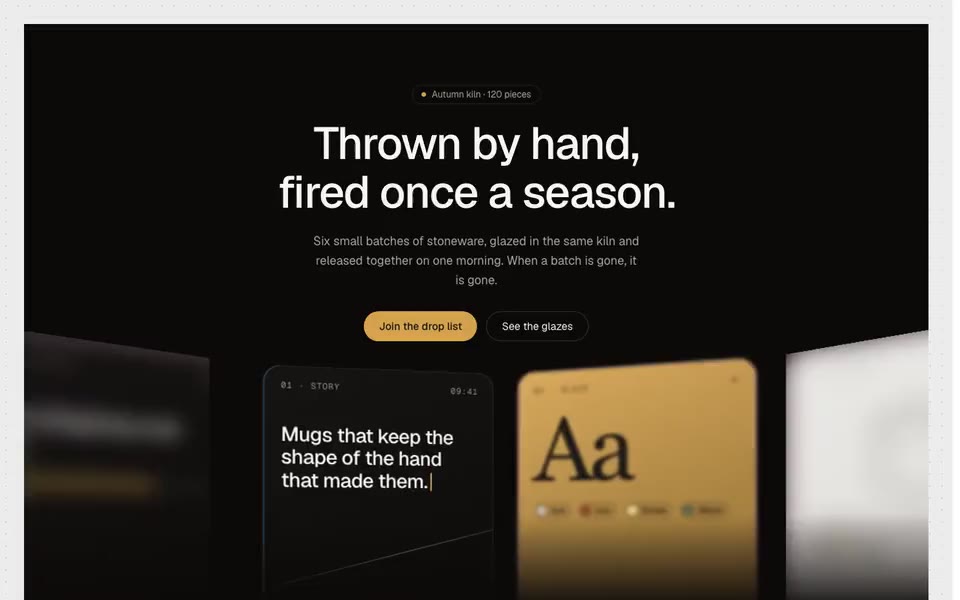 Autumn kiln · 120 pieces
Thrown by hand,
fired once a season.
Six small batches of stoneware, glazed in the same kiln and
released together on one morning. When a batch is gone, it
is gone.
Join the drop list
See the glazes
01 · STORY
09:41
Mugs that keep the
shape of the hand
that made them.
Aa